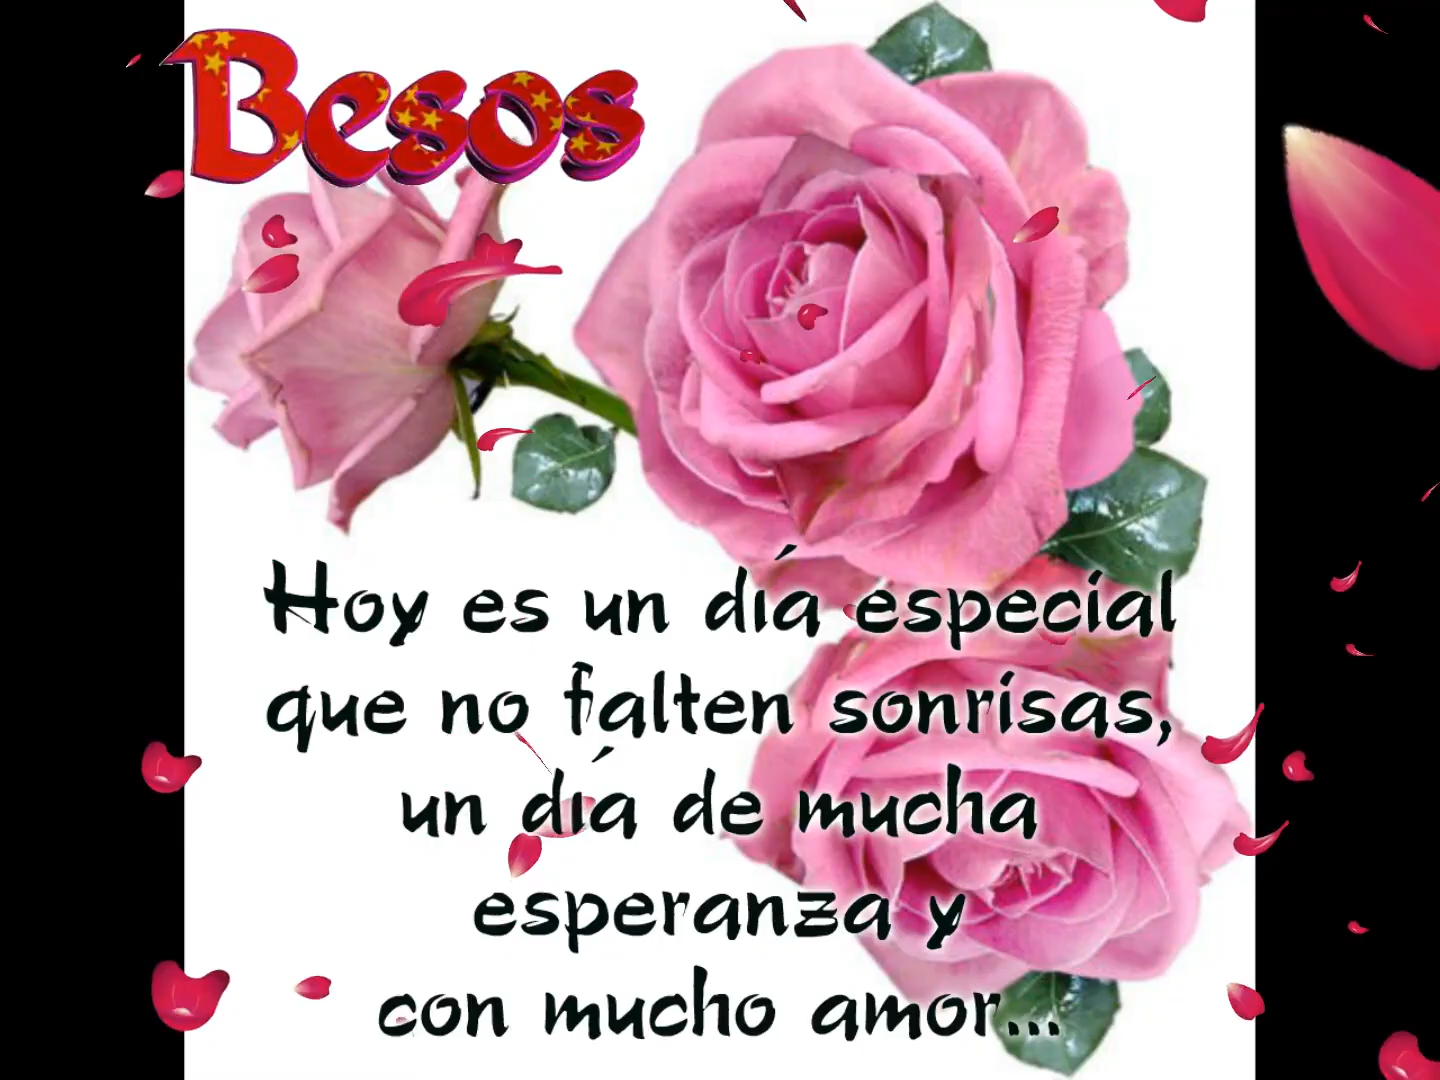 Besos
Hoy es un día especial
que no falten sonrisas,
un día de mucha
esperanza y
con mucho amor...